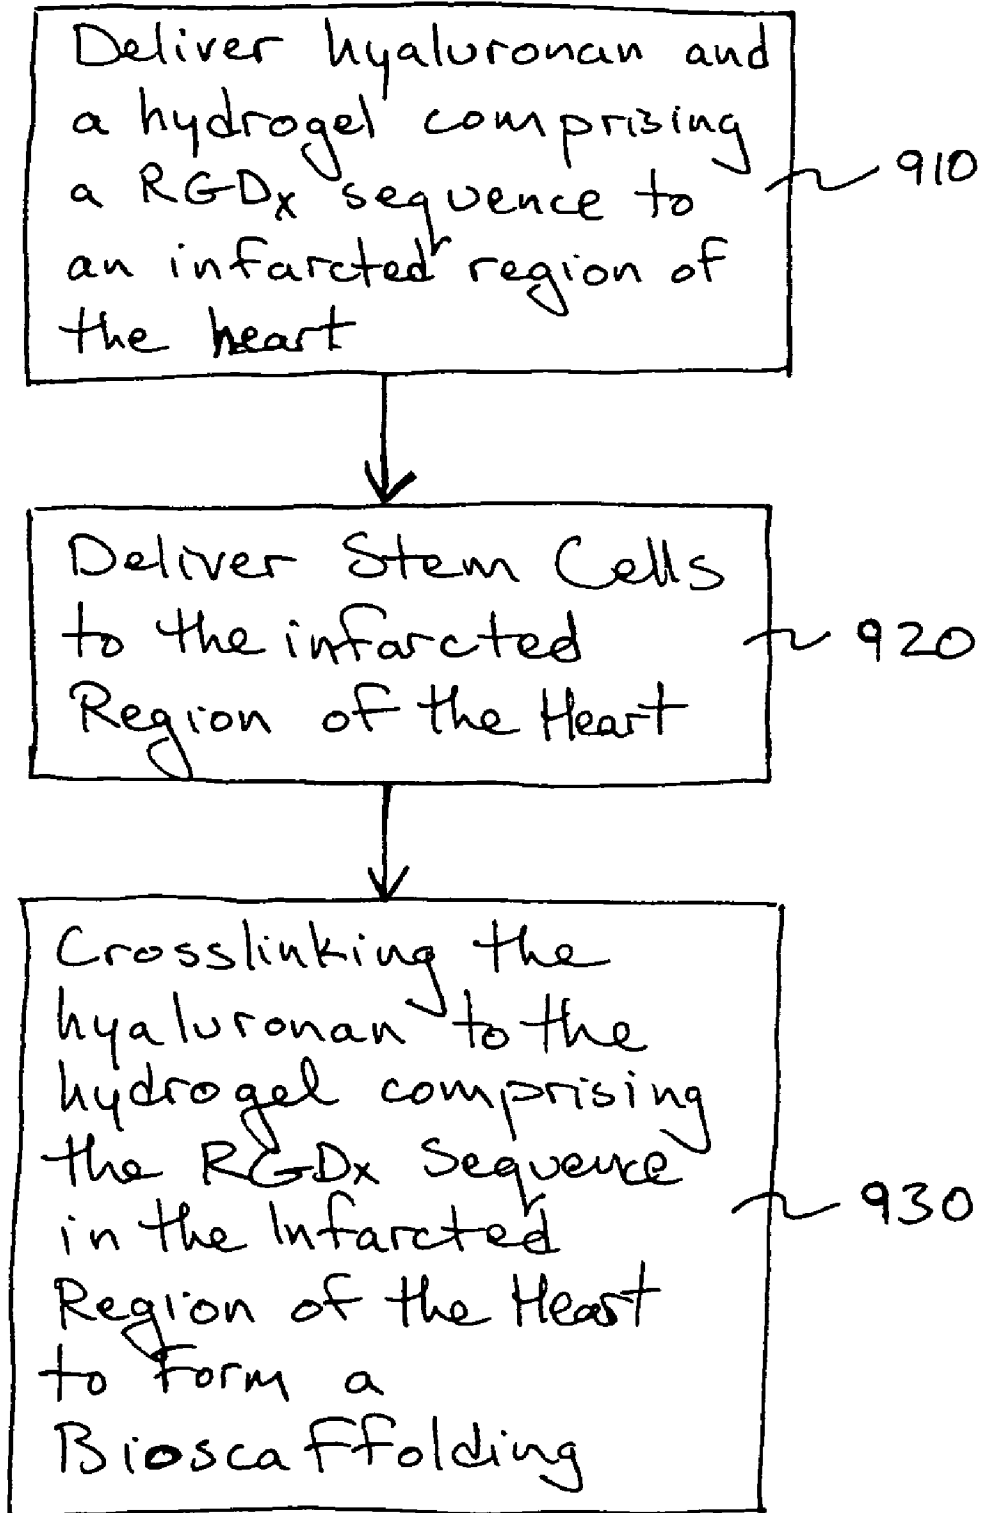 Deliver hyaluronan and
a hydrogel comprising
a RGDx sequence to
an infarcted region of
the heart
910
Deliver Stem Cells
to the infarcted
Region of the Heart
920
Crosslinking the
hyaluronan to the
hydrogel comprising
the RGDx Sequence
in the Infarcted
Region of the Heart
to Form a
Bioscaffolding
930